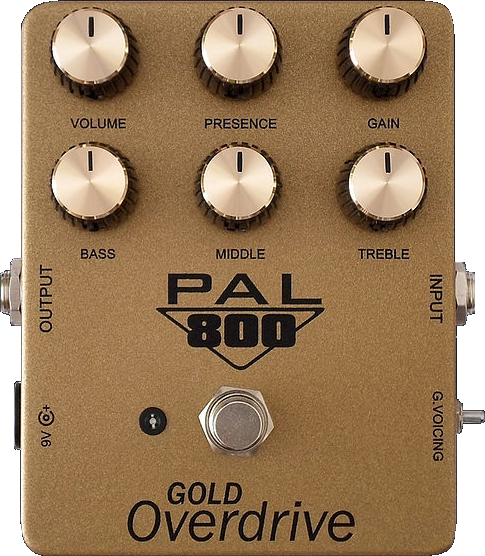 VOLUME PRESENCE GAIN
BASS MIDDLE TREBLE
OUTPUT
INPUT
PAL
800
9V
G.VOICING
GOLD
Overdrive